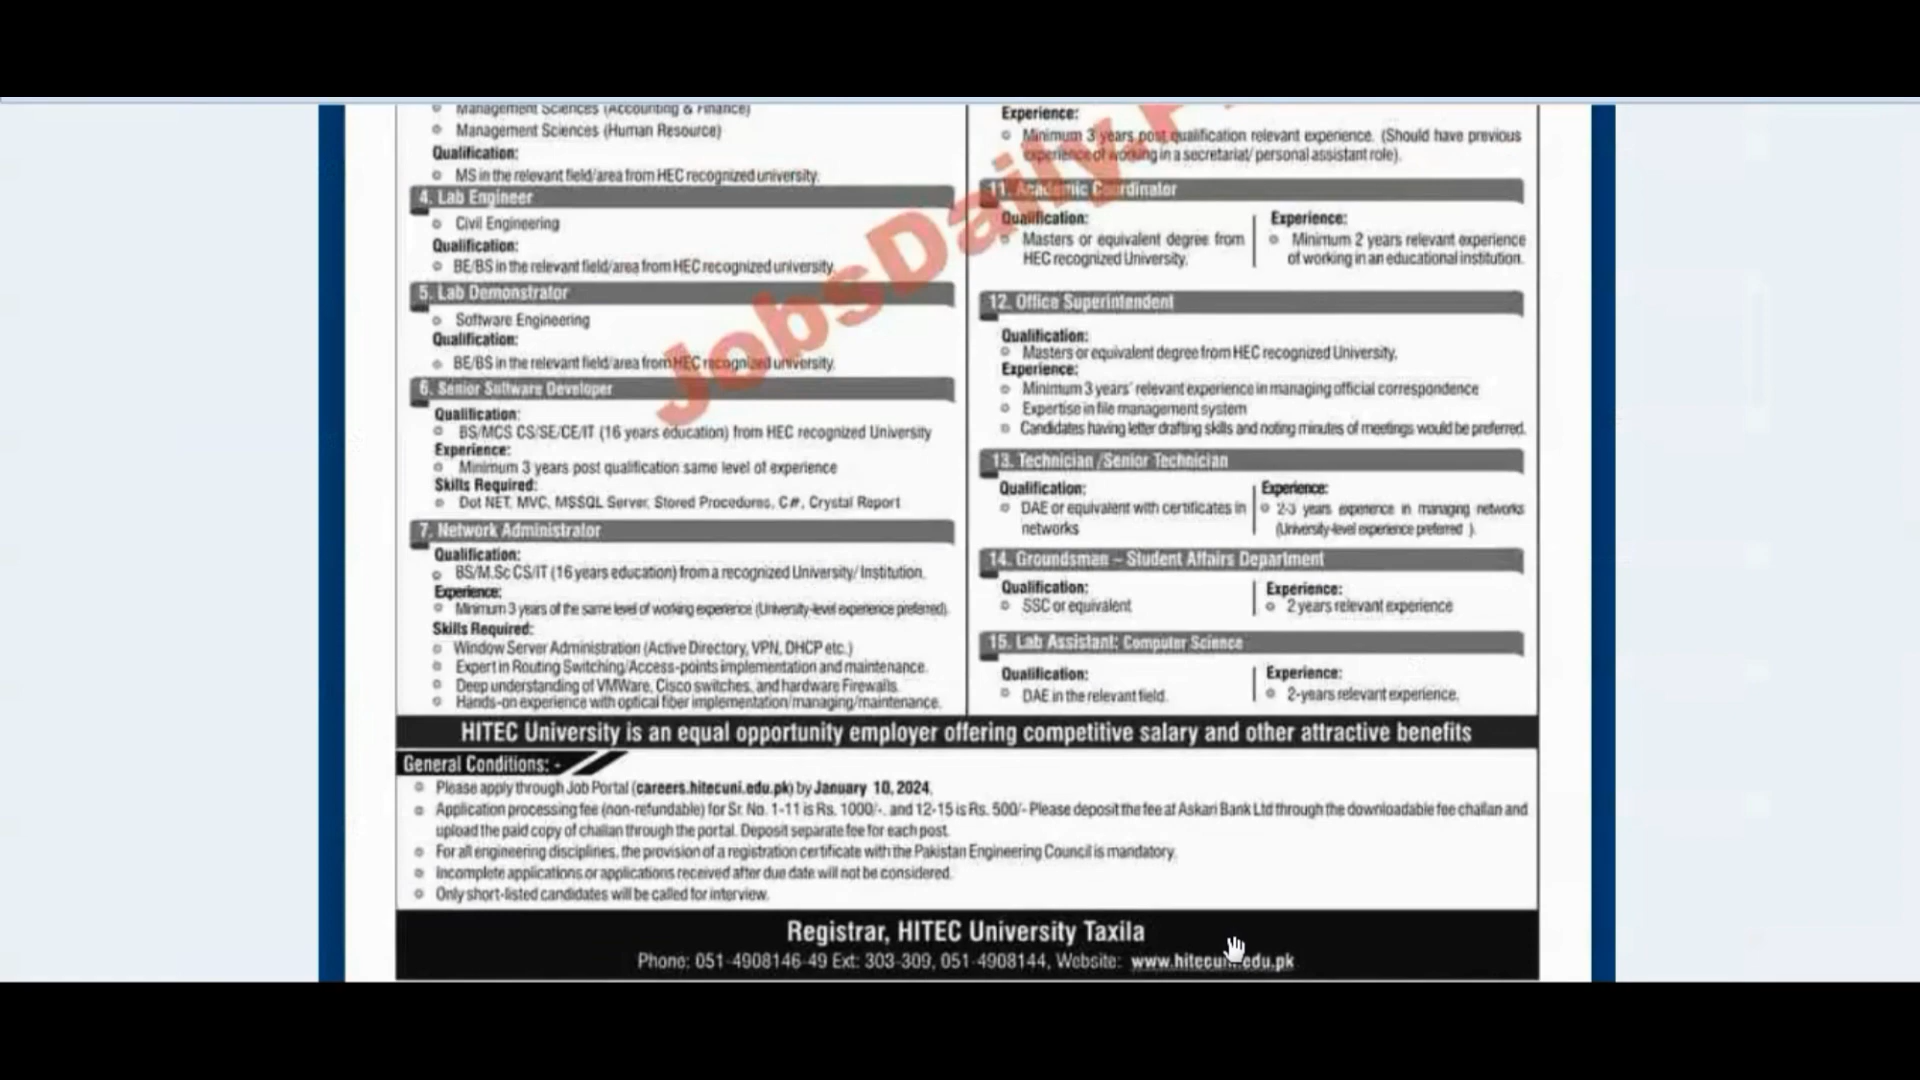 Management Sciences (Accounting & Finance)
Management Sciences (Human Resource)
Qualification:
MS in the relevant field/area from HEC recognized university.
4. Lab Engineer
Civil Engineering
Qualification:
BE/BS in the relevant field/area from HEC recognized university.
5. Lab Demonstrator
Software Engineering
Qualification:
BE/BS in the relevant field/area from HEC recognized university.
6. Senior Software Developer
Qualification:
BS/MCS CS/SE/CE/IT (16 years education) from HEC recognized University
Experience:
Minimum 3 years post qualification same level of experience
Skills Required:
Dot NET, MVC, MSSQL Server, Stored Procedures, C#, Crystal Report
7. Network Administrator
Qualification:
BS/M.Sc CS/IT (16 years education) from a recognized University/ Institution.
Experience:
Minimum 3 years of the same level of working experience (University-level experience preferred).
Skills Required:
Window Server Administration (Active Directory, VPN, DHCP etc.)
Expert in Routing Switching/Access-points implementation and maintenance.
Deep understanding of VMWare, Cisco switches, and hardware Firewalls.
Hands-on experience with optical fiber implementation/managing/maintenance.
Experience:
Minimum 3 years post qualification relevant experience. (Should have previous
experience of working in a secretariat/ personal assistant role).
11. Academic Coordinator
Qualification:
Masters or equivalent degree from
HEC recognized University.
Experience:
Minimum 2 years relevant experience
of working in an educational institution.
12. Office Superintendent
Qualification:
Masters or equivalent degree from HEC recognized University.
Experience:
Minimum 3 years' relevant experience in managing official correspondence
Expertise in file management system
Candidates having letter drafting skills and noting minutes of meetings would be preferred.
13. Technician /Senior Technician
Qualification:
DAE or equivalent with certificates in
networks
Experience:
2-3 years experience in managing networks
(University-level experience preferred ).
14. Groundsman – Student Affairs Department
Qualification:
SSC or equivalent
Experience:
2 years relevant experience
15. Lab Assistant: Computer Science
Qualification:
DAE in the relevant field.
Experience:
2-years relevant experience.
JobsDaily.P
HITEC University is an equal opportunity employer offering competitive salary and other attractive benefits
General Conditions: -
Please apply through Job Portal (careers.hitecuni.edu.pk) by January 10, 2024.
Application processing fee (non-refundable) for Sr. No. 1-11 is Rs. 1000/-. and 12-15 is Rs. 500/- Please deposit the fee at Askari Bank Ltd through the downloadable fee challan and
upload the paid copy of challan through the portal. Deposit separate fee for each post.
For all engineering disciplines, the provision of a registration certificate with the Pakistan Engineering Council is mandatory.
Incomplete applications or applications received after due date will not be considered.
Only short-listed candidates will be called for interview.
Registrar, HITEC University Taxila
Phone: 051-4908146-49 Ext: 303-309, 051-4908144, Website: www.hitecuni.edu.pk